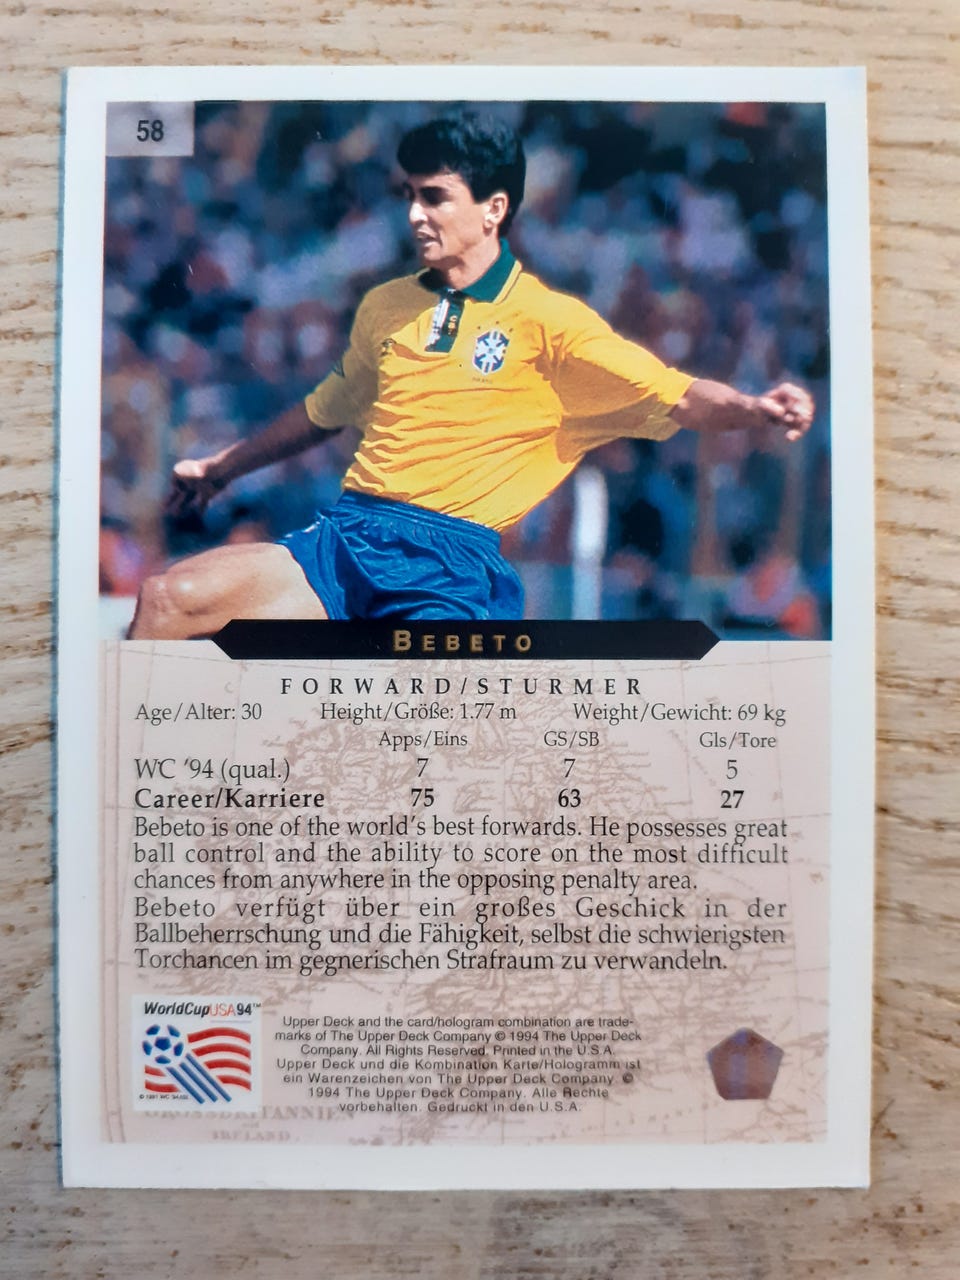 58
BEBETO
FORWARD/STURMER
Age/Alter: 30 Height/Größe: 1.77 m Weight/Gewicht: 69 kg
Apps/Eins GS/SB Gls/Tore
WC '94 (qual.) 7 7 5
Career/Karriere 75 63 27
Bebeto is one of the world's best forwards. He possesses great
ball control and the ability to score on the most difficult
chances from anywhere in the opposing penalty area.
Bebeto verfügt über ein großes Geschick in der
Ballbeherrschung und die Fähigkeit, selbst die schwierigsten
Torchancen im gegnerischen Strafraum zu verwandeln.
WorldCupUSA94™
Upper Deck and the card/hologram combination are trade-
marks of The Upper Deck Company © 1994 The Upper Deck
Company. All Rights Reserved. Printed in the U.S.A.
Upper Deck und die Kombination Karte/Hologramm ist
ein Warenzeichen von The Upper Deck Company. ©
1994 The Upper Deck Company. Alle Rechte
vorbehalten. Gedruckt in den U.S.A.
IRELAND